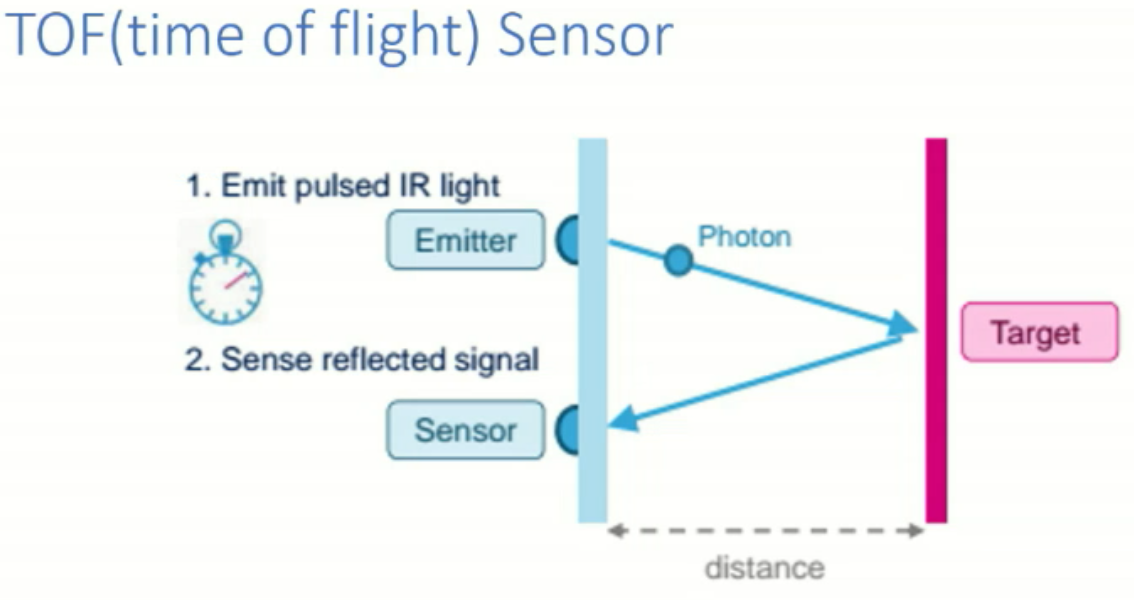 TOF(time of flight) Sensor
1. Emit pulsed IR light
Emitter
Photon
Target
2. Sense reflected signal
Sensor
distance